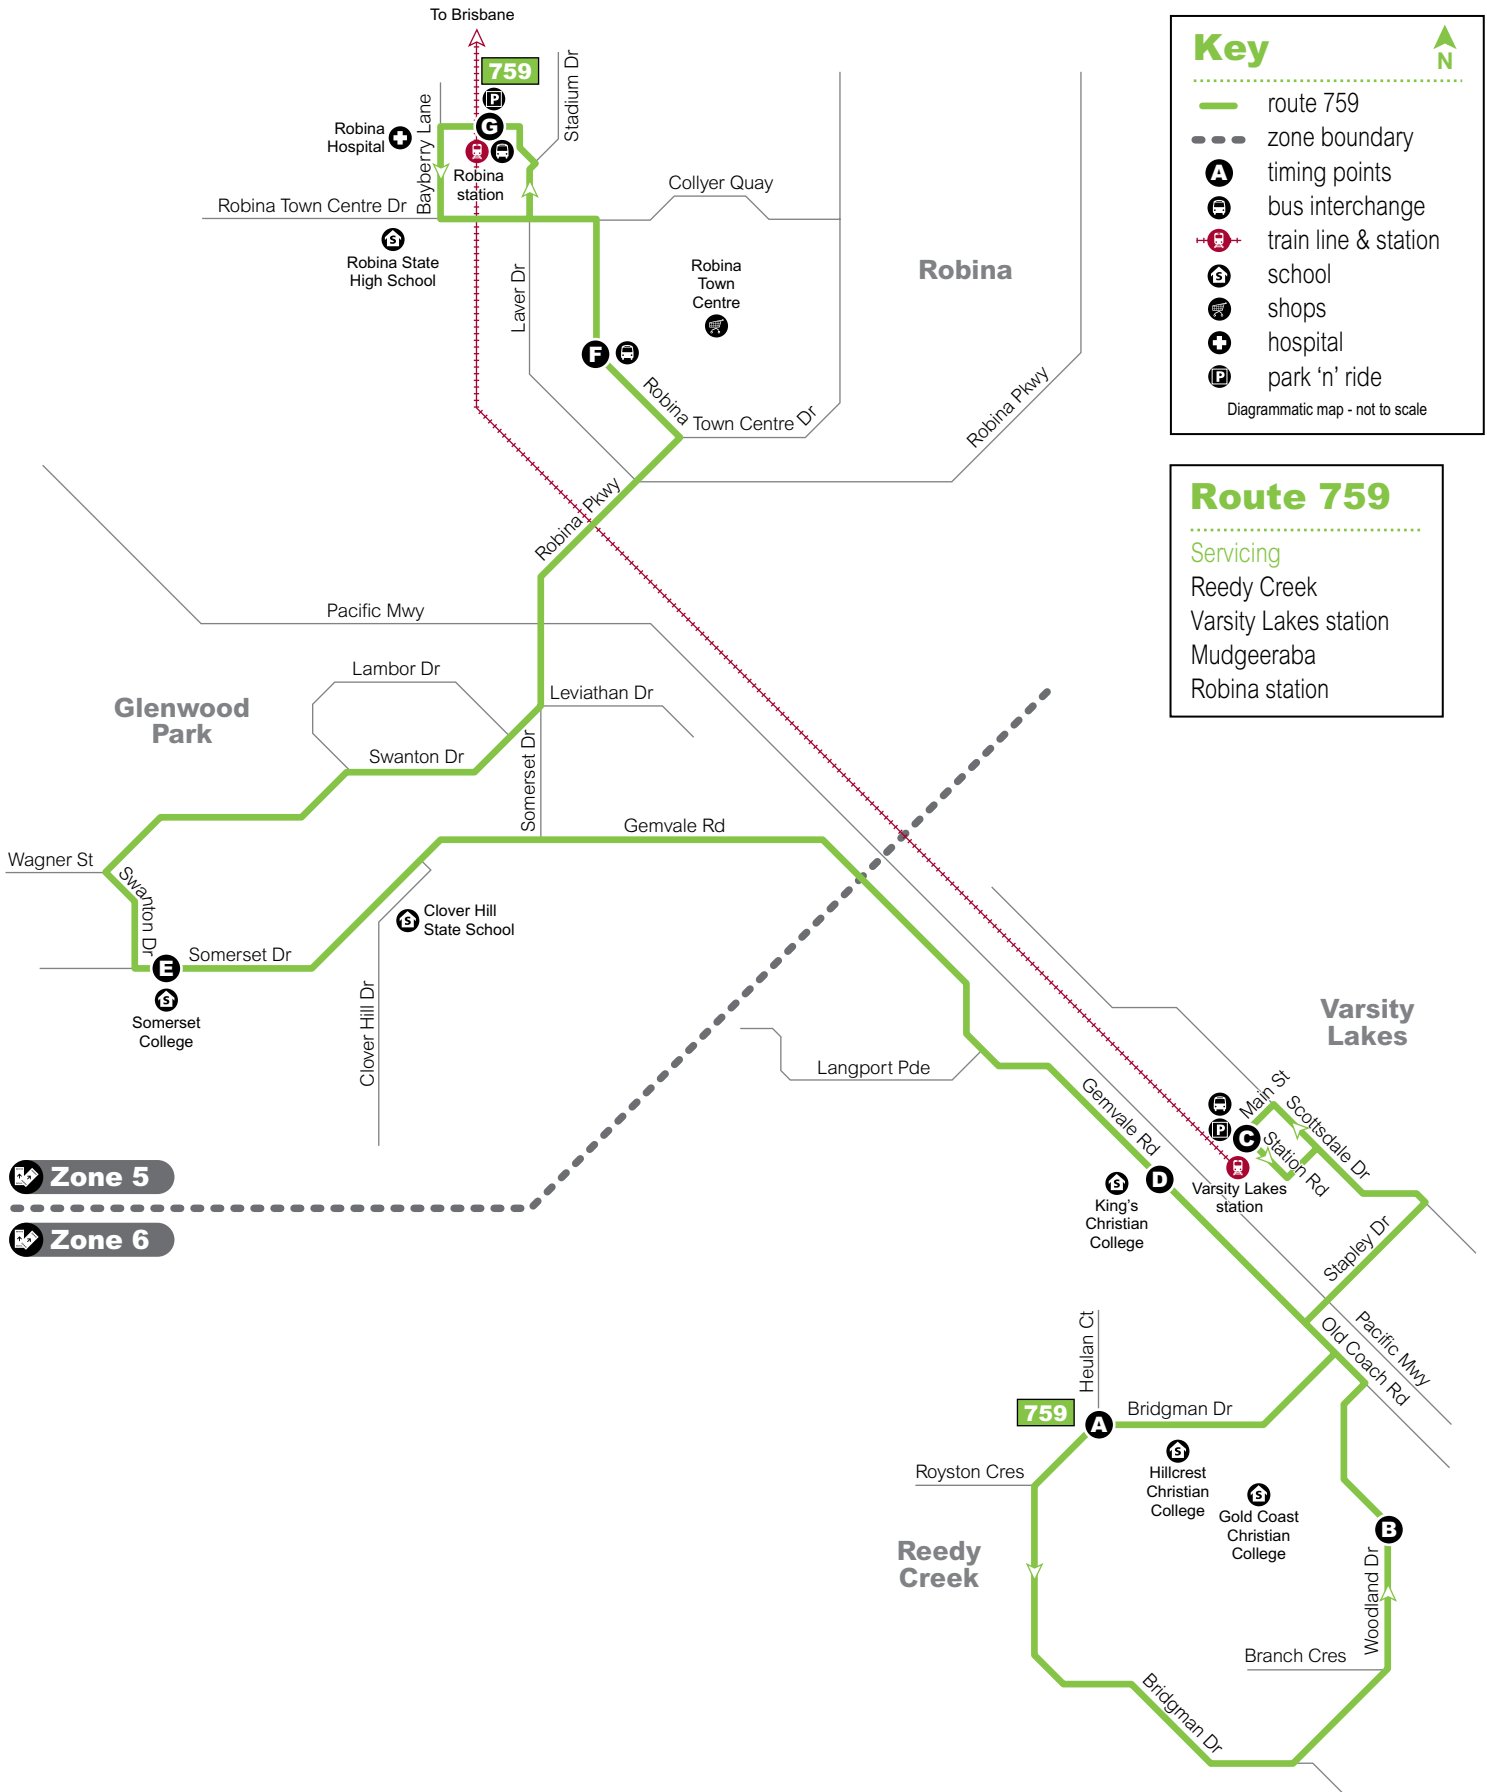 To Brisbane
759
P
Stadium Dr
Bayberry Lane
G
Robina
Hospital
Robina
station
Robina Town Centre Dr
Collyer Quay
S
Robina State
High School
Laver Dr
Robina
Town
Centre
Robina
F
Robina
Town Centre Dr
Robina Pkwy
Robina Pkwy
Pacific Mwy
Lambor Dr
Leviathan Dr
Glenwood
Park
Swanton Dr
Somerset Dr
Gemvale Rd
Wagner St
Swanton Dr
S
Clover Hill
State School
E
Somerset Dr
S
Somerset
College
Clover Hill Dr
Langport Pde
Varsity
Lakes
Main St
Scottsdale Dr
P
C
Station Rd
Gemvale Rd
D
Varsity Lakes
station
S
King's
Christian
College
Stapley Dr
Zone 5
Zone 6
Pacific Mwy
Old Coach Rd
Heulan Ct
759
A
Bridgman Dr
S
Hillcrest
Christian
College
S
Gold Coast
Christian
College
Royston Cres
B
Reedy
Creek
Woodland Dr
Branch Cres
Bridgman Dr
Key
N
route 759
zone boundary
A
timing points
bus interchange
train line & station
S
school
shops
hospital
P
park ‘n’ ride
Diagrammatic map - not to scale
Route 759
Servicing
Reedy Creek
Varsity Lakes station
Mudgeeraba
Robina station